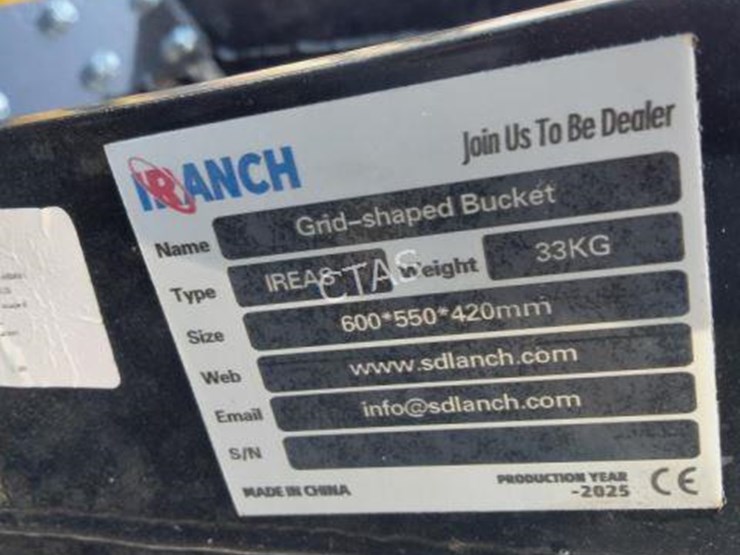 IRANCH
Join Us To Be Dealer
Name Grid-shaped Bucket
Type Weight 33KG
Size 600*550*420mm
Web www.sdlanch.com
Email info@sdlanch.com
S/N
MADE IN CHINA
PRODUCTION YEAR
-2025
CE
CTAS